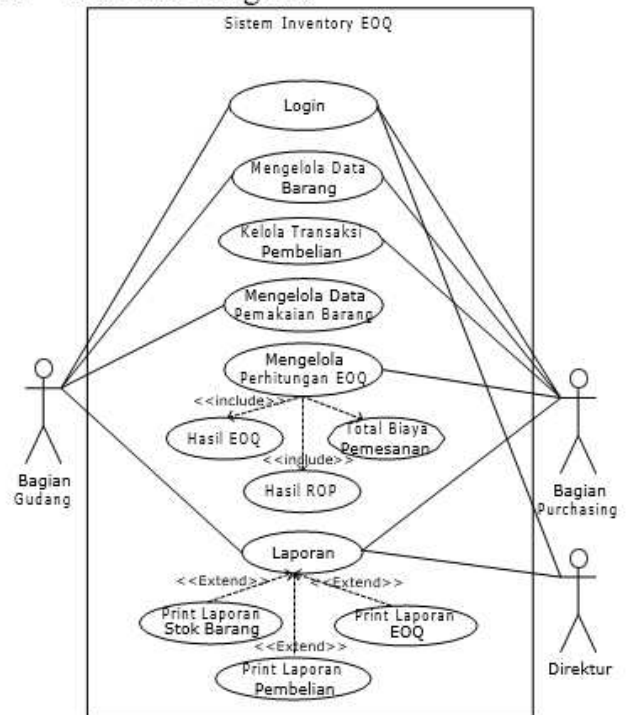 Sistem Inventory EOQ
Login
Mengelola Data
Barang
Kelola Transaksi
Pembelian
Mengelola Data
Pemakaian Barang
Mengelola
Perhitungan EOQ
<<include>>
Hasil EOQ
Total Biaya
Pemesanan
<<include>>
Hasil ROP
Bagian
Gudang
Bagian
Purchasing
Laporan
<<Extend>>
<<Extend>>
Print Laporan
Stok Barang
Print Laporan
EOQ
<<Extend>>
Print Laporan
Pembelian
Direktur